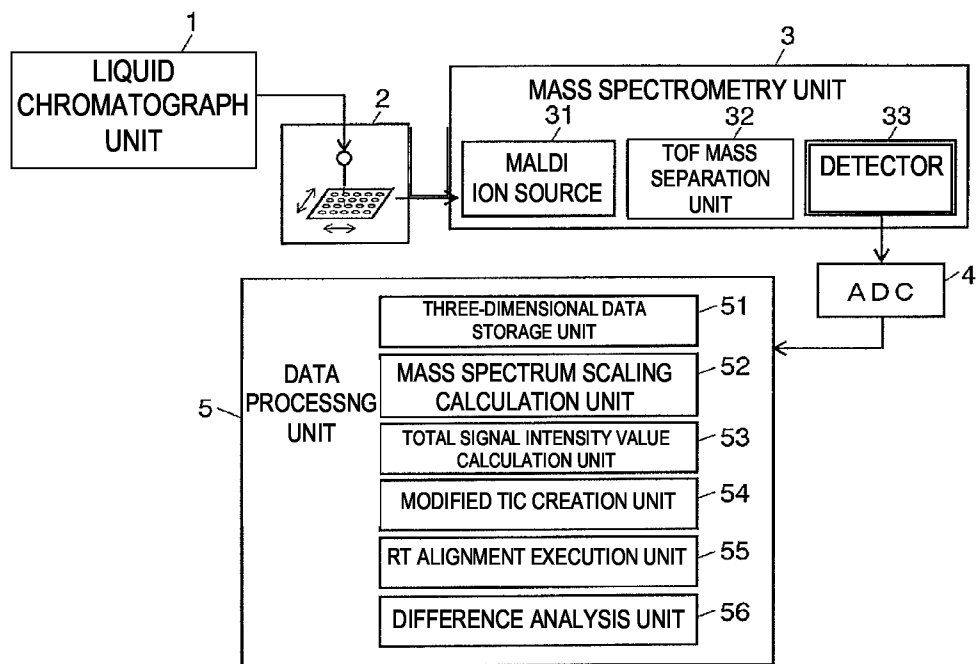 1
LIQUID
CHROMATOGRAPH
UNIT
2
3
MASS SPECTROMETRY UNIT
31
MALDI
ION SOURCE
32
TOF MASS
SEPARATION
UNIT
33
DETECTOR
ADC
4
5
DATA
PROCESSNG
UNIT
THREE-DIMENSIONAL DATA
STORAGE UNIT
51
MASS SPECTRUM SCALING
CALCULATION UNIT
52
TOTAL SIGNAL INTENSITY VALUE
CALCULATION UNIT
53
MODIFIED TIC CREATION UNIT
54
RT ALIGNMENT EXECUTION UNIT
55
DIFFERENCE ANALYSIS UNIT
56